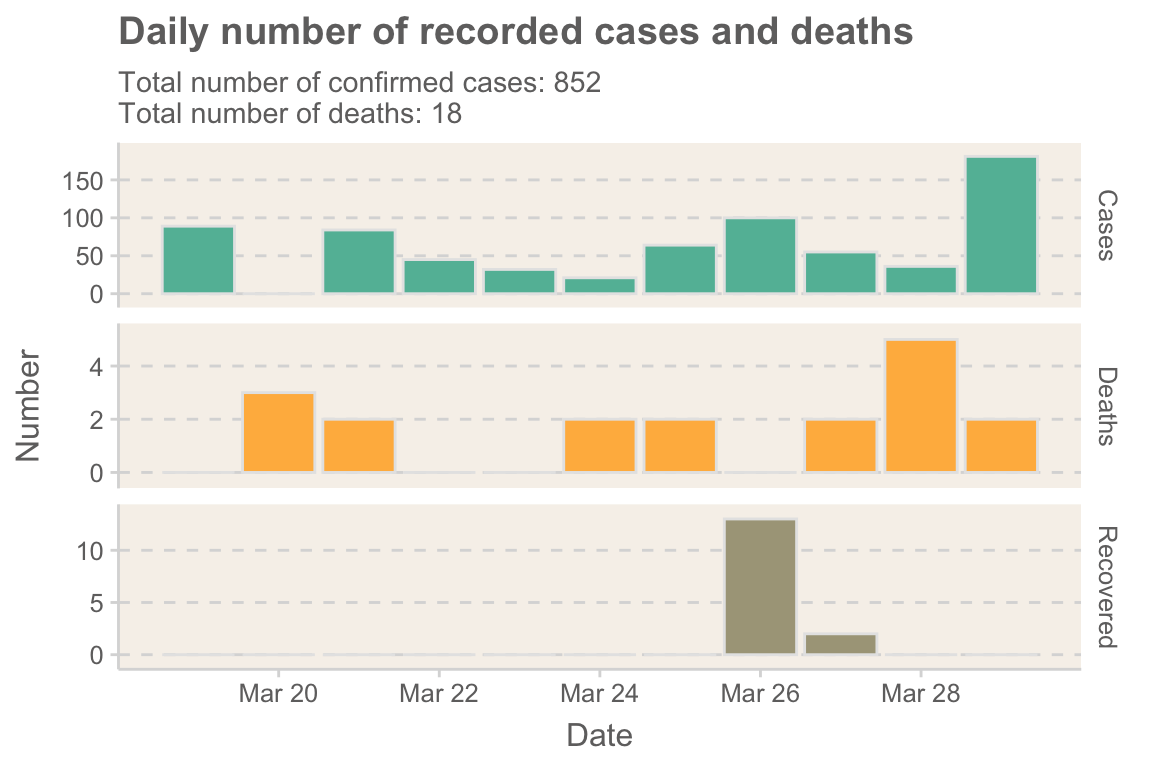 Daily number of recorded cases and deaths
Total number of confirmed cases: 852
Total number of deaths: 18
150
100
50
0
Cases
4
2
0
Deaths
10
5
0
Recovered
Number
Mar 20 Mar 22 Mar 24 Mar 26 Mar 28
Date